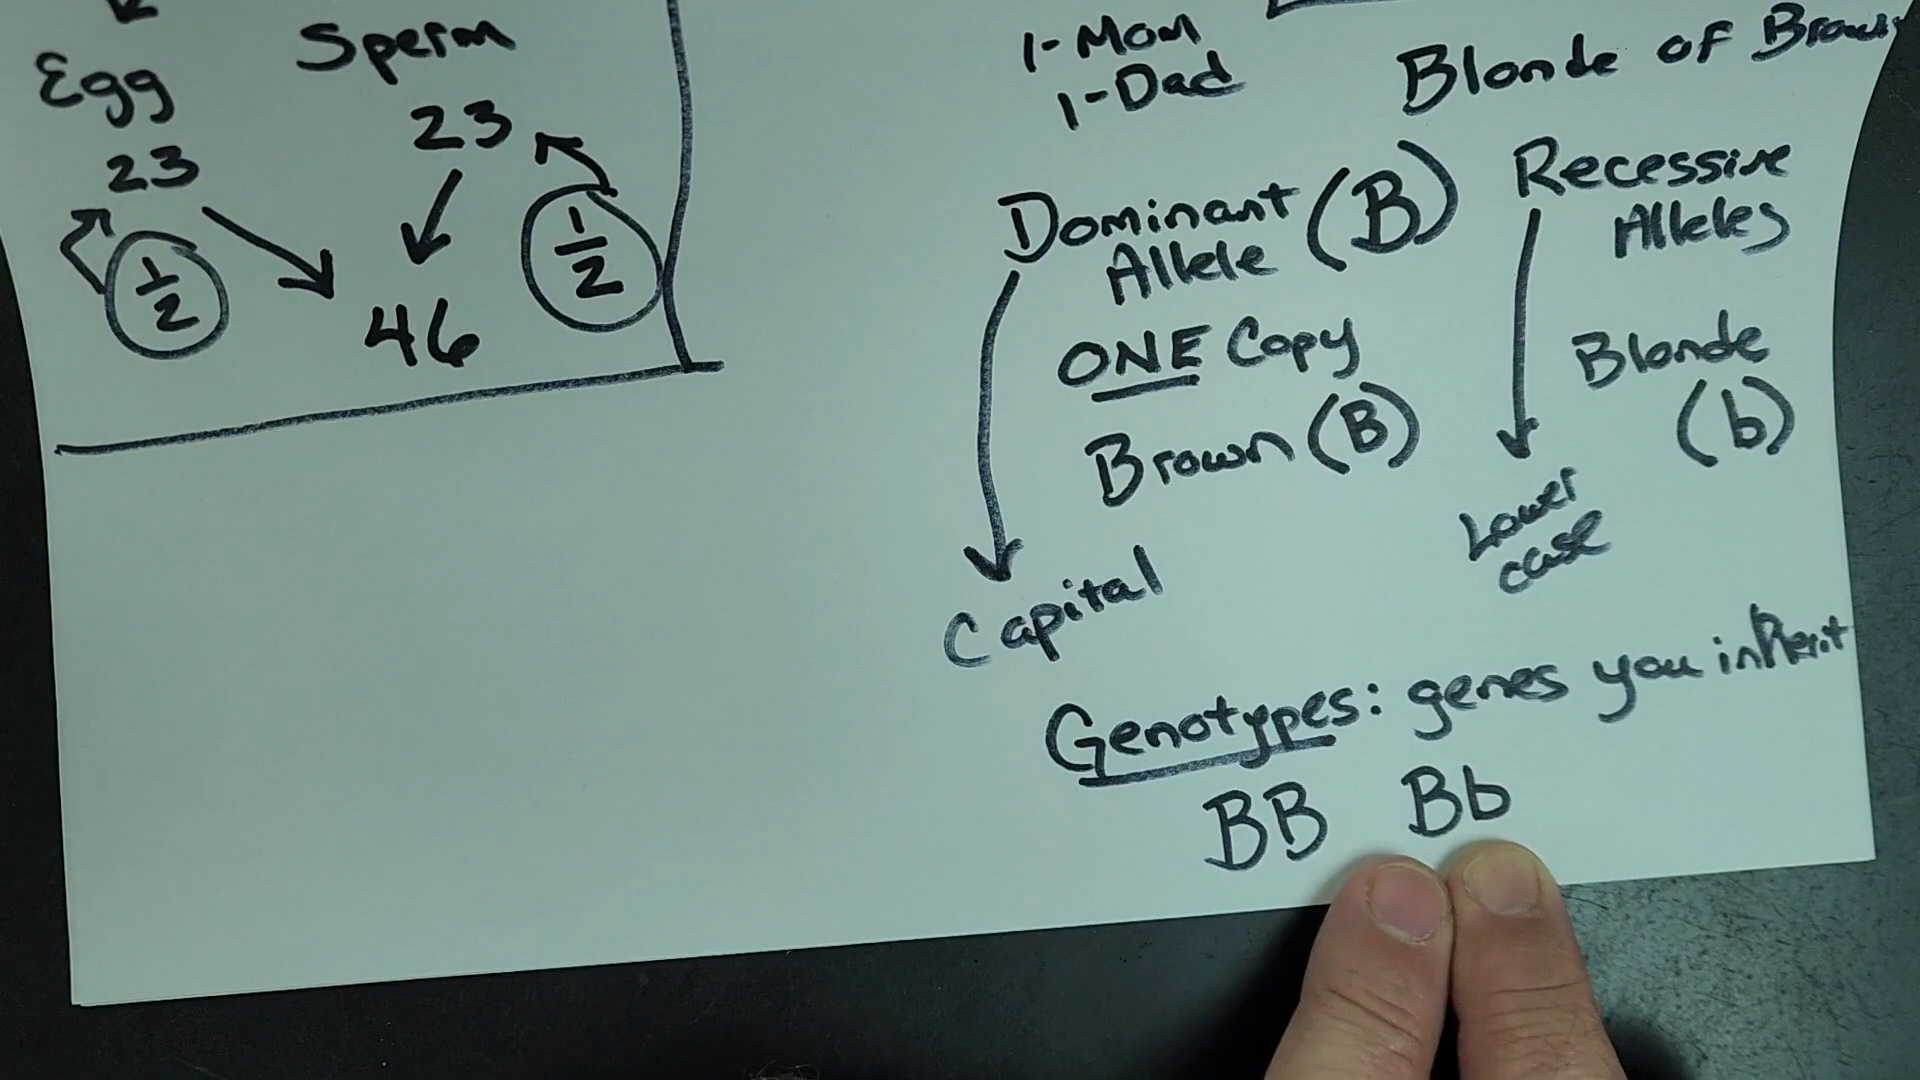 Egg
Sperm
23
23
1/2
1/2
46
1-Mom
1-Dad
Blonde of Brown
Dominant
Allele
(B)
ONE Copy
Brown (B)
Capital
Recessive
Alleles
Blonde
(b)
Lower
case
Genotypes: genes you inherit
BB Bb